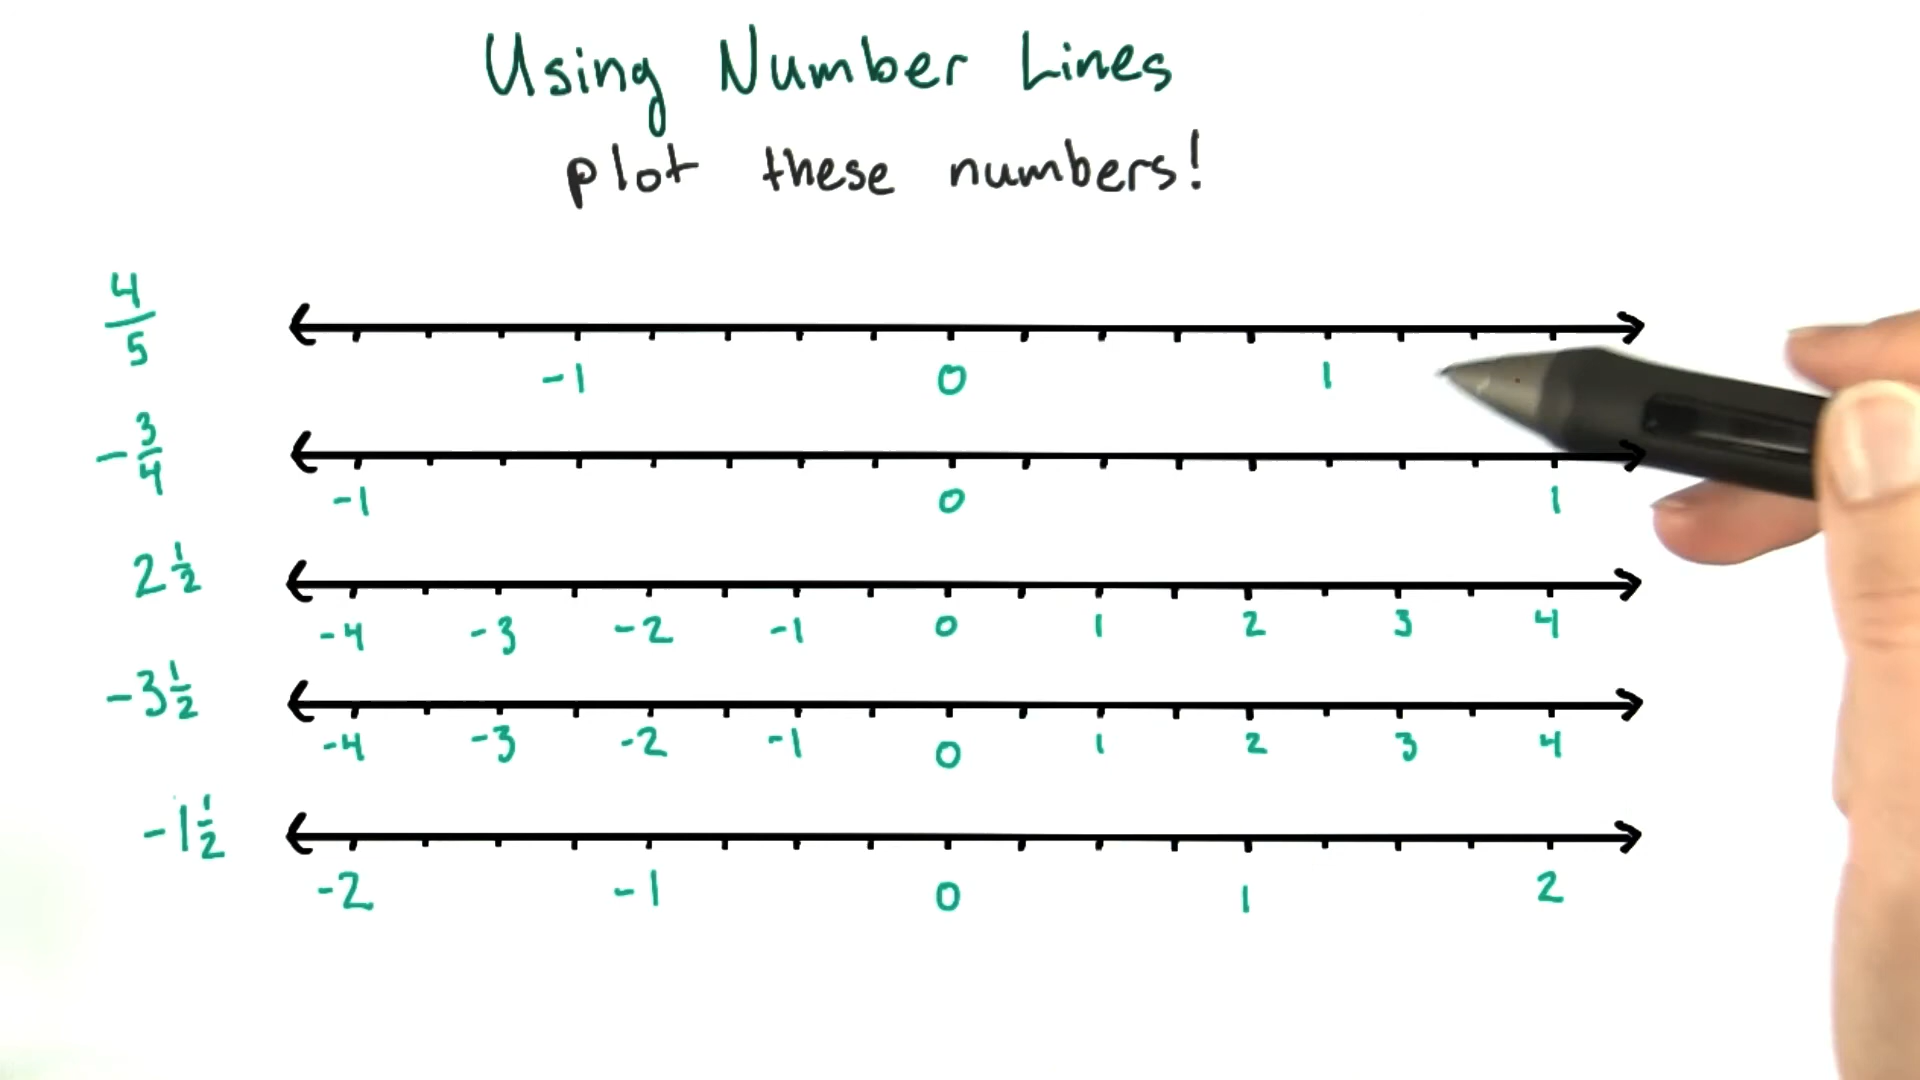 Using Number Lines
plot these numbers!
4/5
-1 0 1
-3/4
-1 0 1
2 1/2
-4 -3 -2 -1 0 1 2 3 4
-3 1/2
-4 -3 -2 -1 0 1 2 3 4
-1 1/2
-2 -1 0 1 2